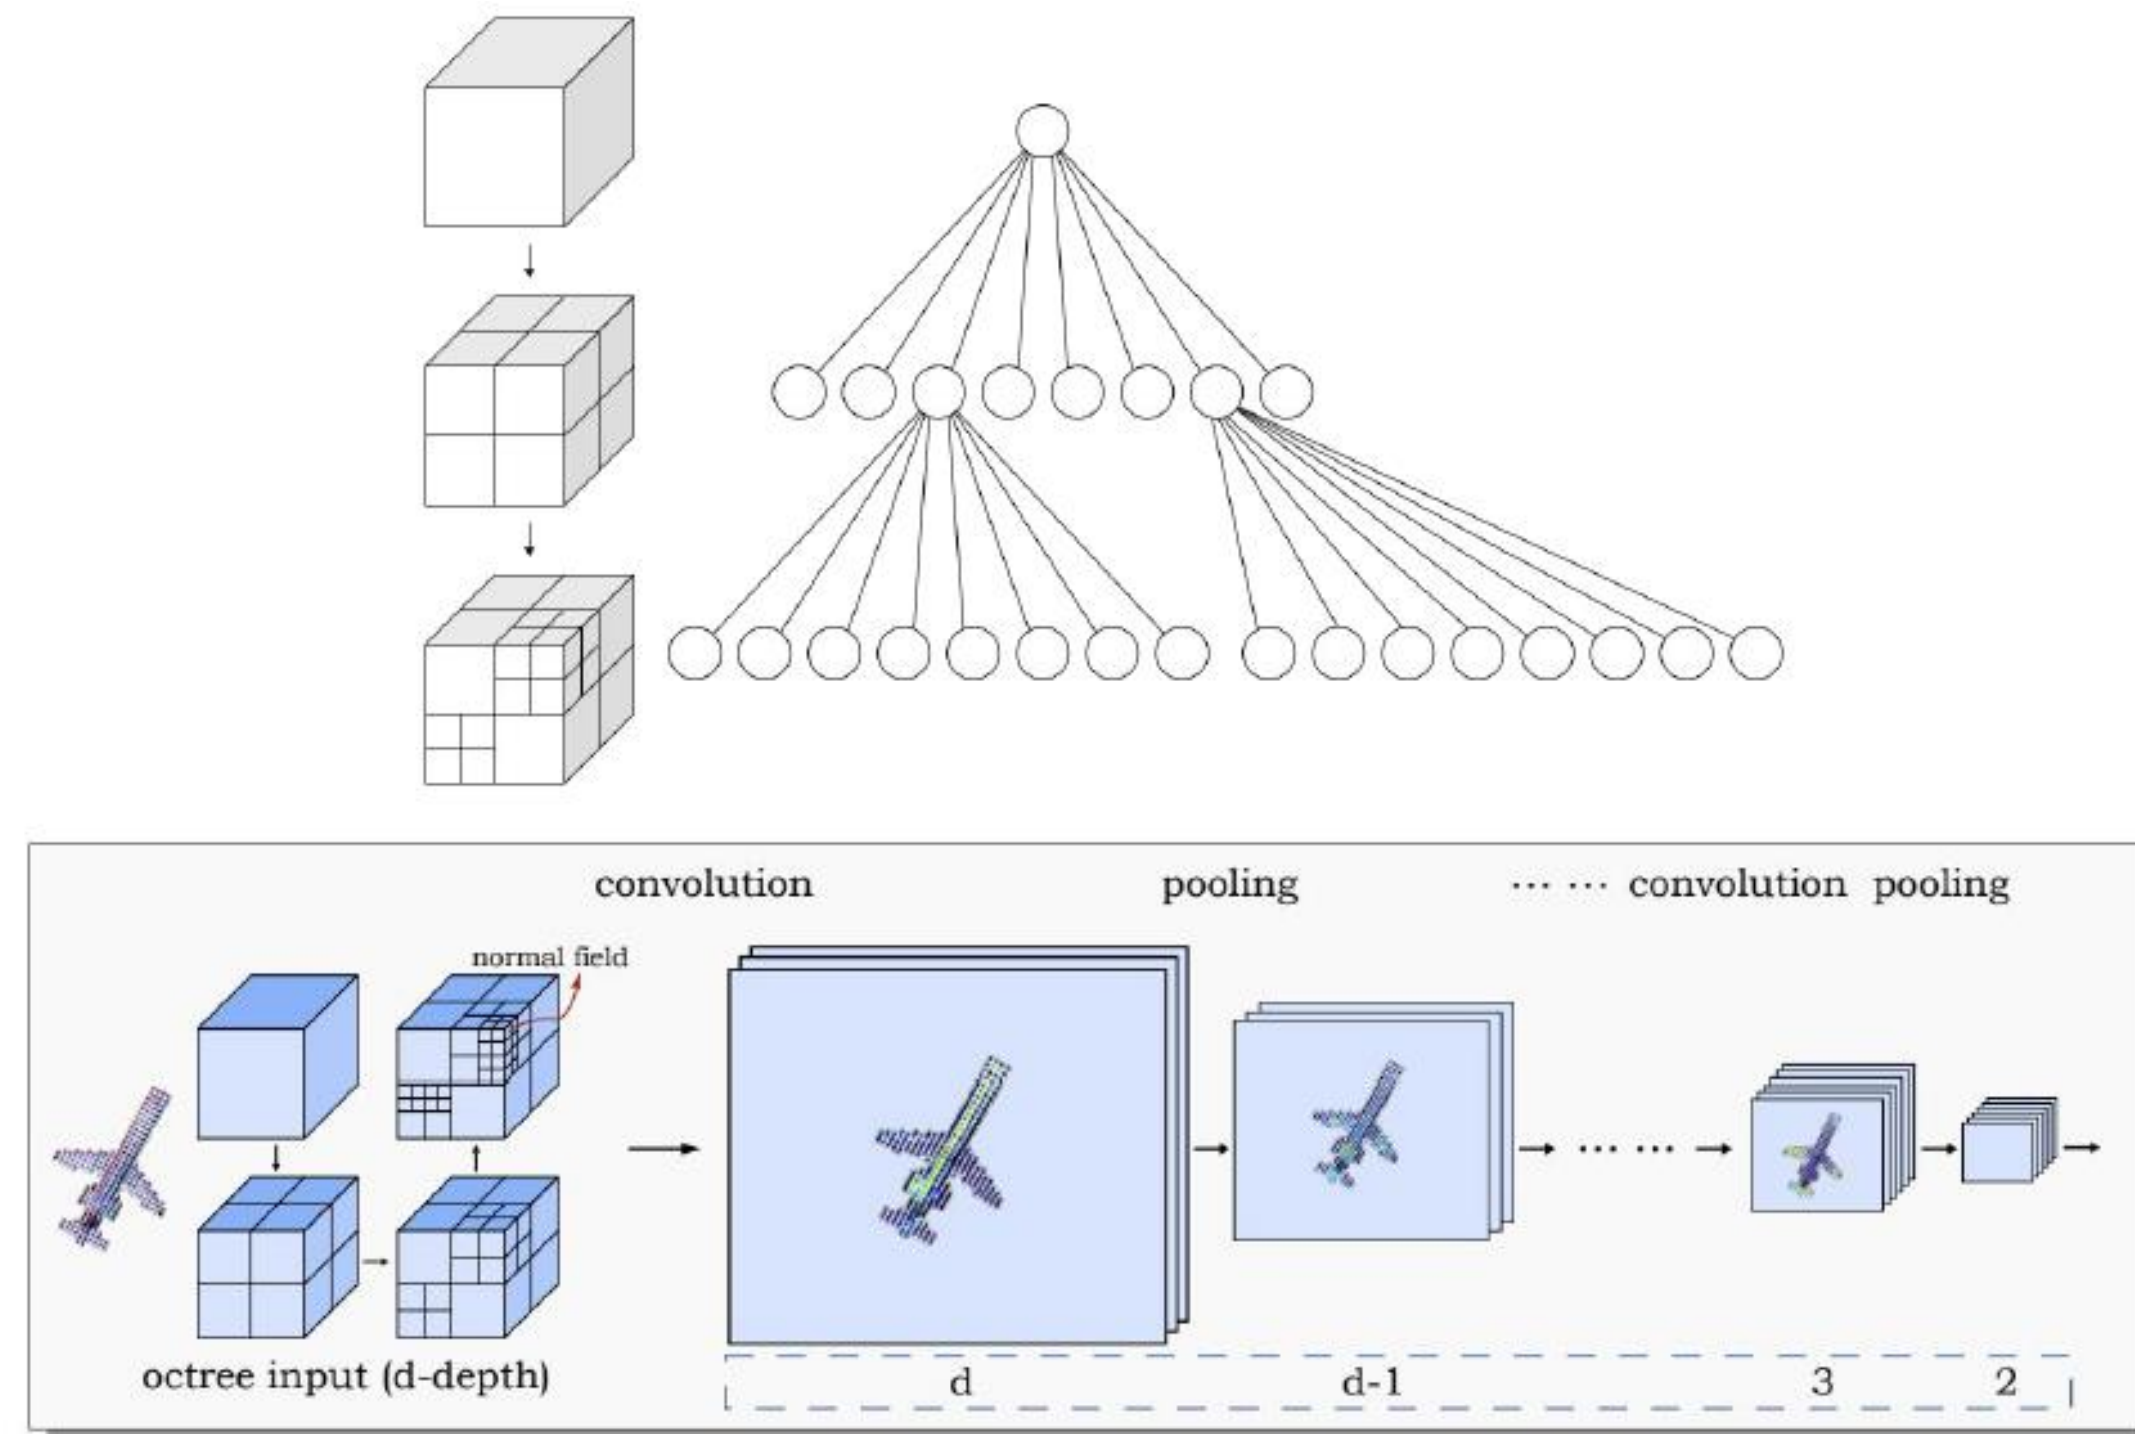 convolution pooling ··· ··· convolution pooling
normal field
··· ···
octree input (d-depth)
d d-1 3 2